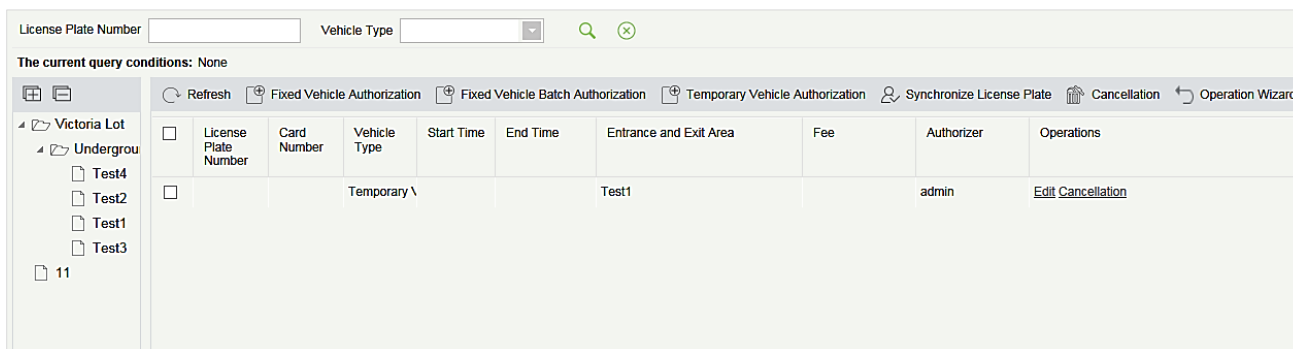 License Plate Number Vehicle Type
The current query conditions: None
Refresh Fixed Vehicle Authorization Fixed Vehicle Batch Authorization Temporary Vehicle Authorization Synchronize License Plate Cancellation Operation Wizard
Victoria Lot
Undergrou
Test4
Test2
Test1
Test3
11
License Plate Number Card Number Vehicle Type Start Time End Time Entrance and Exit Area Fee Authorizer Operations
Temporary V Test1 admin Edit Cancellation